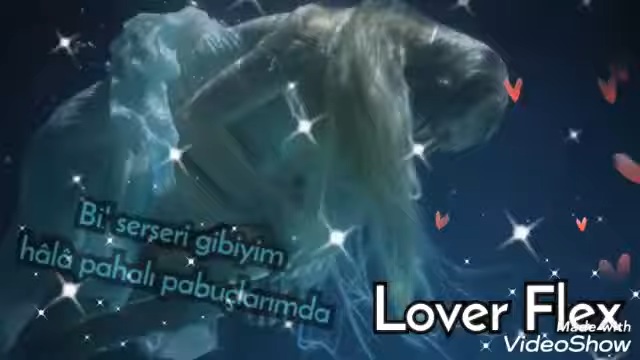 Bi' serseri gibiyim
hâlâ pahalı pabuçlarımda
Lover Flex
Made with
VideoShow